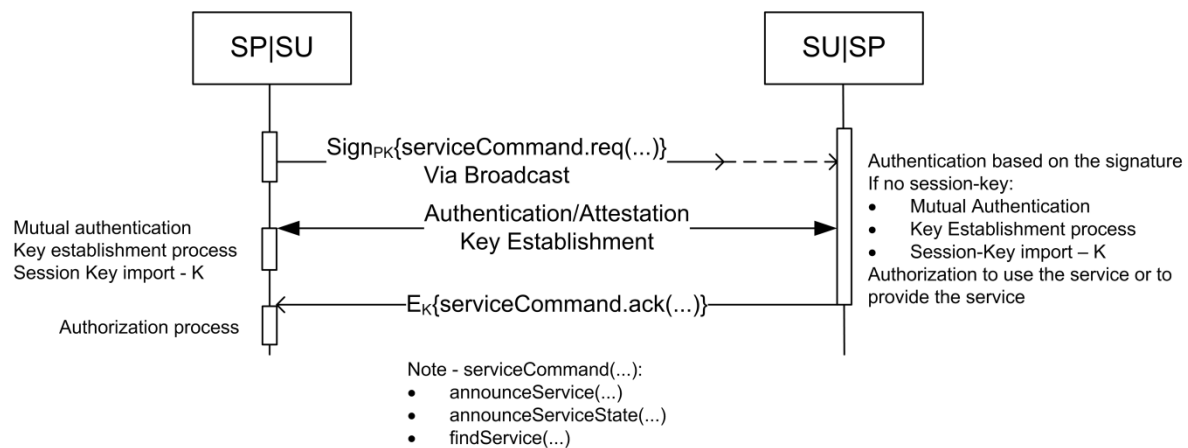 SP|SU
SU|SP
SignPK{serviceCommand.req(...)}
Via Broadcast
Authentication based on the signature
If no session-key:
• Mutual Authentication
• Key Establishment process
• Session-Key import – K
Authorization to use the service or to
provide the service
Authentication/Attestation
Key Establishment
Mutual authentication
Key establishment process
Session Key import - K
EK{serviceCommand.ack(...)}
Authorization process
Note - serviceCommand(...):
• announceService(...)
• announceServiceState(...)
• findService(...)